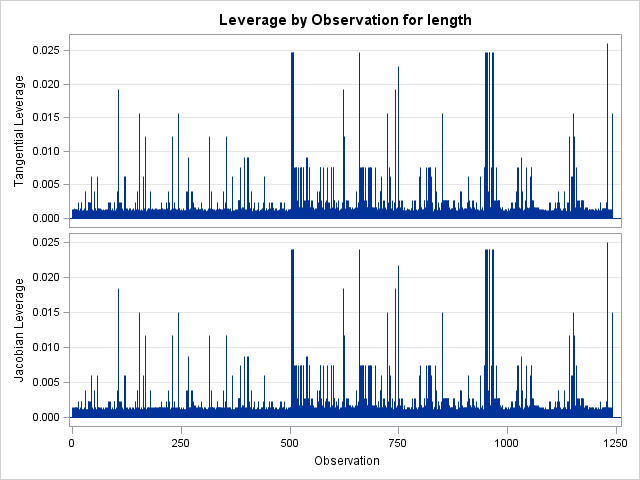 Leverage by Observation for length
Tangential Leverage
0.025
0.020
0.015
0.010
0.005
0.000
Jacobian Leverage
0.025
0.020
0.015
0.010
0.005
0.000
0 250 500 750 1000 1250
Observation